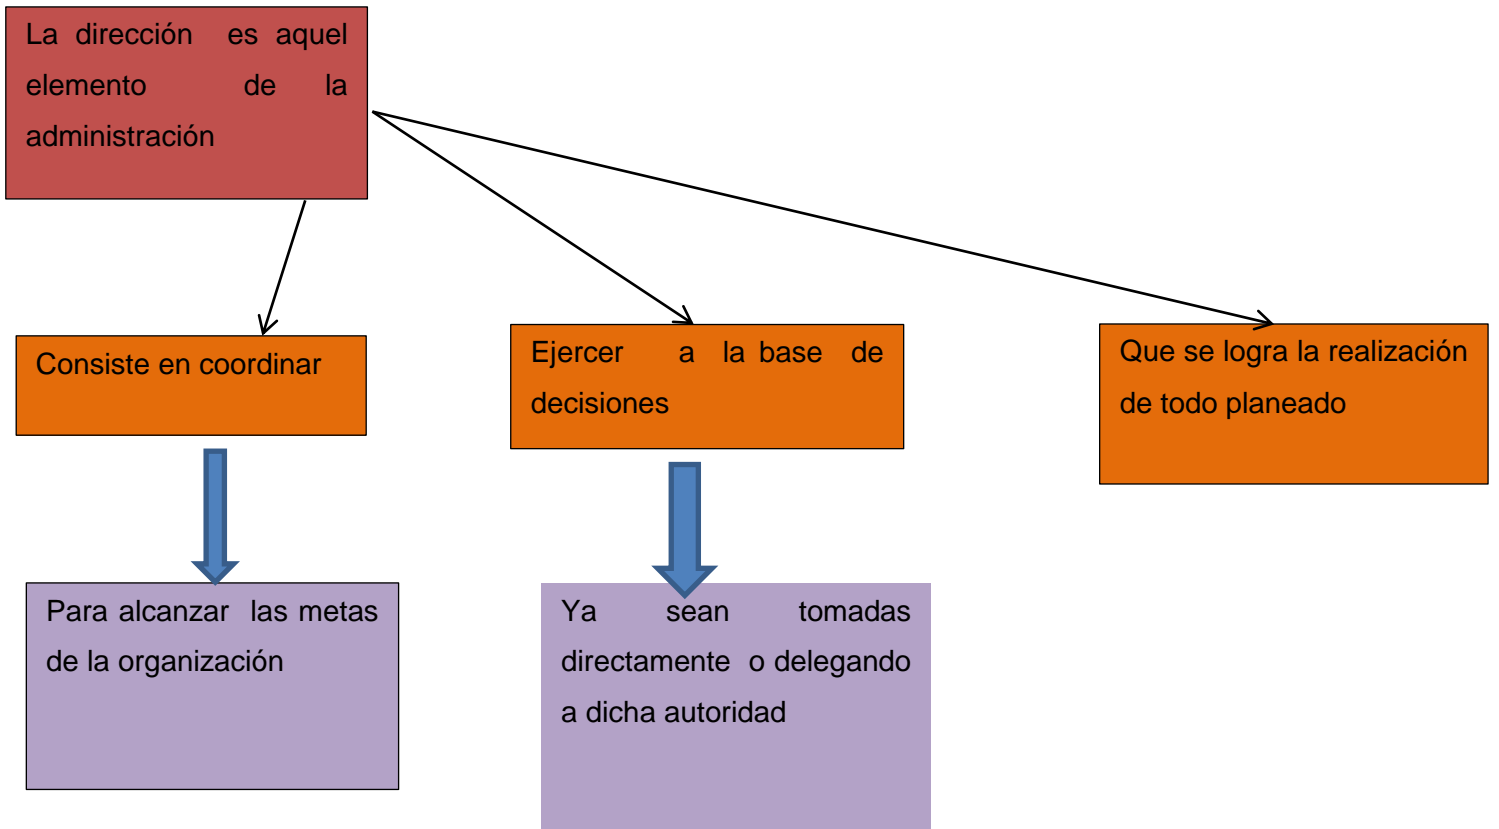 La dirección es aquel
elemento de la
administración
Consiste en coordinar
Ejercer a la base de
decisiones
Que se logra la realización
de todo planeado
Para alcanzar las metas
de la organización
Ya sean tomadas
directamente o delegando
a dicha autoridad